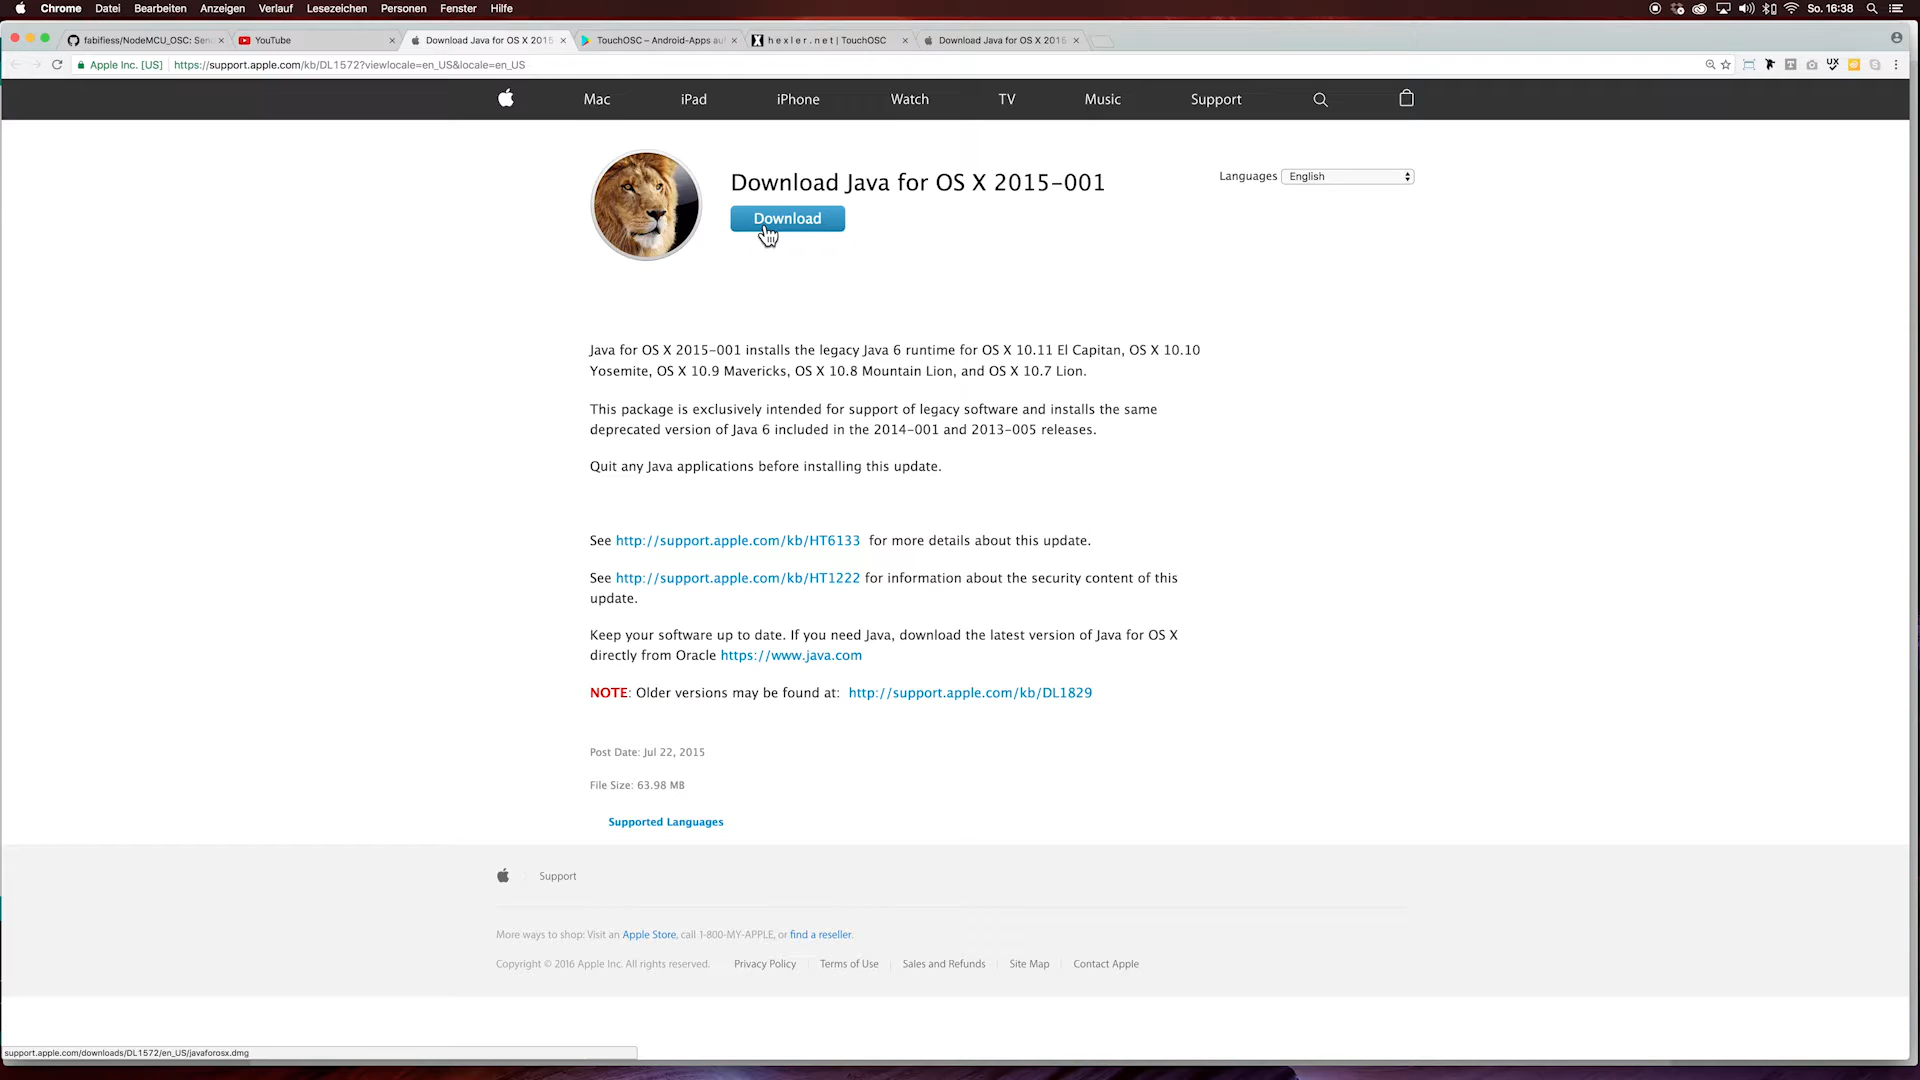 Chrome Datei Bearbeiten Anzeigen Verlauf Lesezeichen Personen Fenster Hilfe So. 16:38
fabifiess/NodeMCU_OSC: Sen
YouTube
Download Java for OS X 2015
TouchOSC – Android-Apps au
h e x l e r . n e t | TouchOSC
Download Java for OS X 2015
Apple Inc. [US] https://support.apple.com/kb/DL1572?viewlocale=en_US&locale=en_US
Mac iPad iPhone Watch TV Music Support
Download Java for OS X 2015-001
Languages English
Download
Java for OS X 2015-001 installs the legacy Java 6 runtime for OS X 10.11 El Capitan, OS X 10.10
Yosemite, OS X 10.9 Mavericks, OS X 10.8 Mountain Lion, and OS X 10.7 Lion.
This package is exclusively intended for support of legacy software and installs the same
deprecated version of Java 6 included in the 2014-001 and 2013-005 releases.
Quit any Java applications before installing this update.
See http://support.apple.com/kb/HT6133 for more details about this update.
See http://support.apple.com/kb/HT1222 for information about the security content of this
update.
Keep your software up to date. If you need Java, download the latest version of Java for OS X
directly from Oracle https://www.java.com
NOTE: Older versions may be found at: http://support.apple.com/kb/DL1829
Post Date: Jul 22, 2015
File Size: 63.98 MB
Supported Languages
Support
More ways to shop: Visit an Apple Store, call 1-800-MY-APPLE, or find a reseller.
Copyright © 2016 Apple Inc. All rights reserved. Privacy Policy Terms of Use Sales and Refunds Site Map Contact Apple
support.apple.com/downloads/DL1572/en_US/javaforosx.dmg